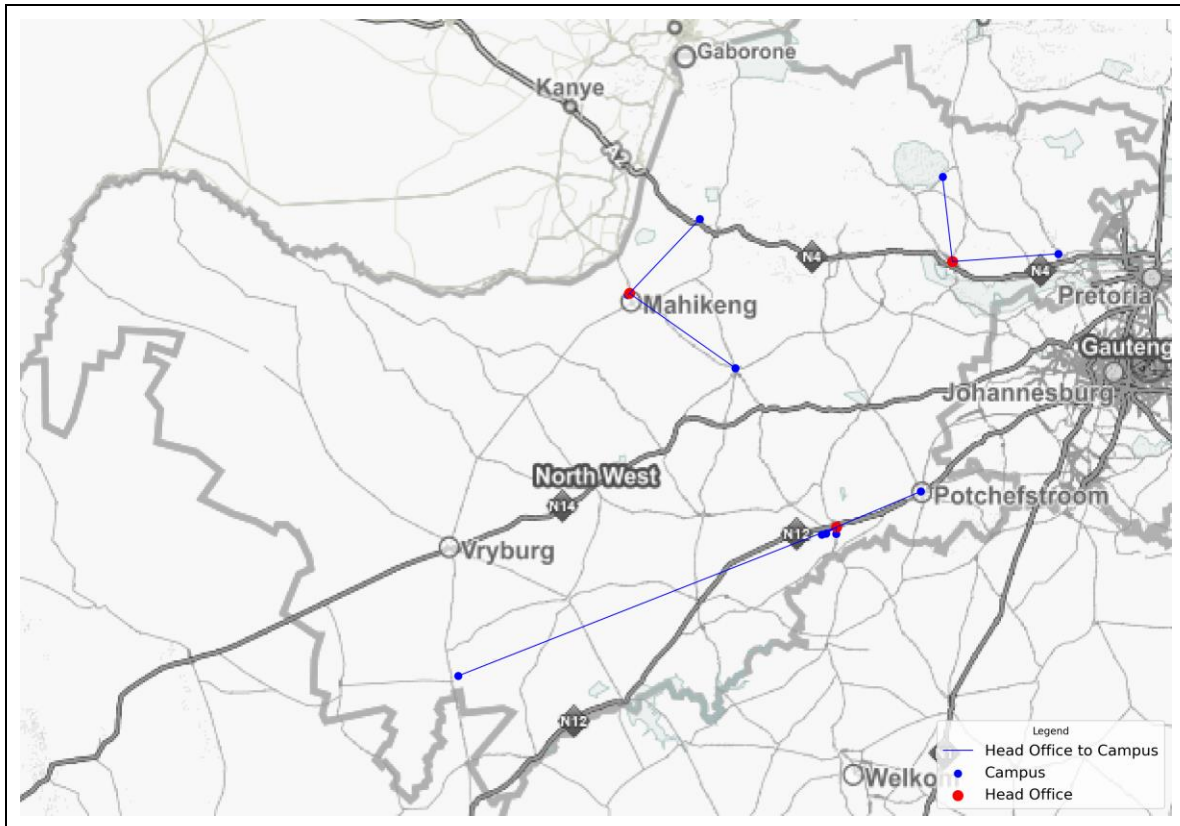 Gaborone
Kanye
A2
N4
N4
Pretoria
Mahikeng
Gauteng
Johannesburg
North West
N14
Potchefstroom
N12
Vryburg
N12
Legend
Head Office to Campus
Campus
Head Office